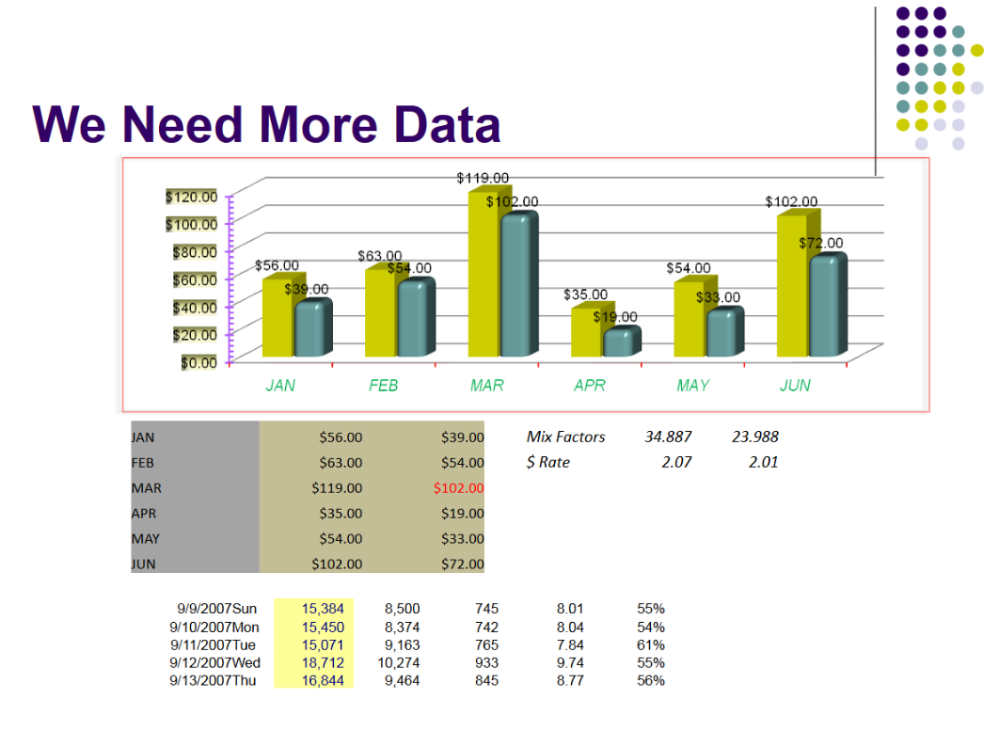 We Need More Data
$120.00
$100.00
$80.00
$60.00
$40.00
$20.00
$0.00
$56.00
$39.00
$63.00
$54.00
$119.00
$102.00
$35.00
$19.00
$54.00
$33.00
$102.00
$72.00
JAN FEB MAR APR MAY JUN
JAN $56.00 $39.00 Mix Factors 34.887 23.988
FEB $63.00 $54.00 $ Rate 2.07 2.01
MAR $119.00 $102.00
APR $35.00 $19.00
MAY $54.00 $33.00
JUN $102.00 $72.00
9/9/2007Sun 15,384 8,500 745 8.01 55%
9/10/2007Mon 15,450 8,374 742 8.04 54%
9/11/2007Tue 15,071 9,163 765 7.84 61%
9/12/2007Wed 18,712 10,274 933 9.74 55%
9/13/2007Thu 16,844 9,464 845 8.77 56%